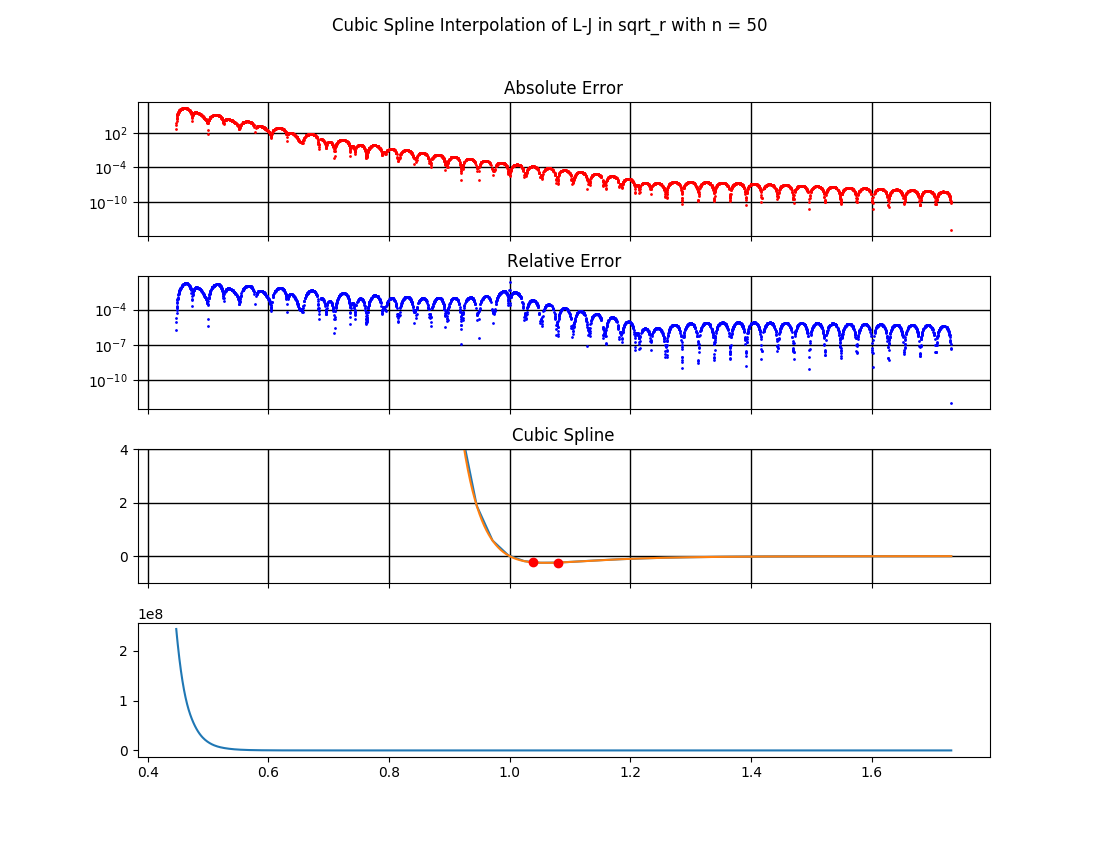 Cubic Spline Interpolation of L-J in sqrt_r with n = 50
Absolute Error
10²
10⁻⁴
10⁻¹⁰
Relative Error
10⁻⁴
10⁻⁷
10⁻¹⁰
Cubic Spline
4
2
0
1e8
2
1
0
0.4 0.6 0.8 1.0 1.2 1.4 1.6